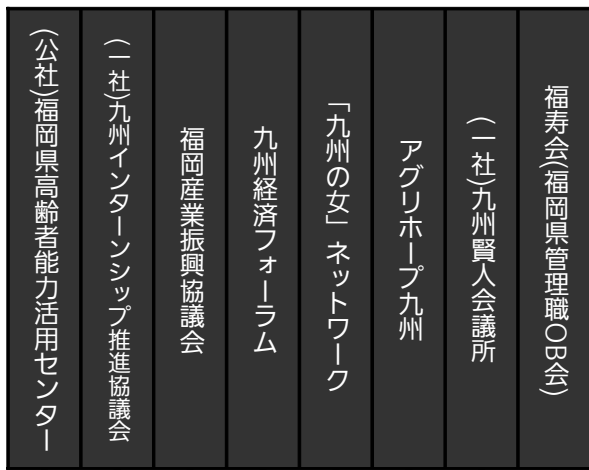 福寿会(福岡県管理職OB会)
(一社)九州賢人会議所
アグリホープ九州
「九州の女」ネットワーク
九州経済フォーラム
福岡産業振興協議会
(一社)九州インターンシップ推進協議会
(公社)福岡県高齢者能力活用センター